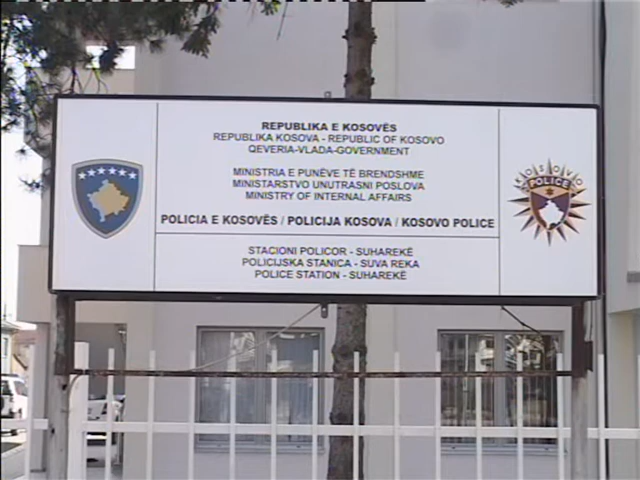 REPUBLIKA E KOSOVËS
REPUBLIKA KOSOVA - REPUBLIC OF KOSOVO
QEVERIA-VLADA-GOVERNMENT
MINISTRIA E PUNËVE TË BRENDSHME
MINISTARSTVO UNUTRASNI POSLOVA
MINISTRY OF INTERNAL AFFAIRS
POLICIA E KOSOVËS / POLICIJA KOSOVA / KOSOVO POLICE
STACIONI POLICOR - SUHAREKË
POLICIJSKA STANICA - SUVA REKA
POLICE STATION - SUHAREKË
KOSOVO
POLICE